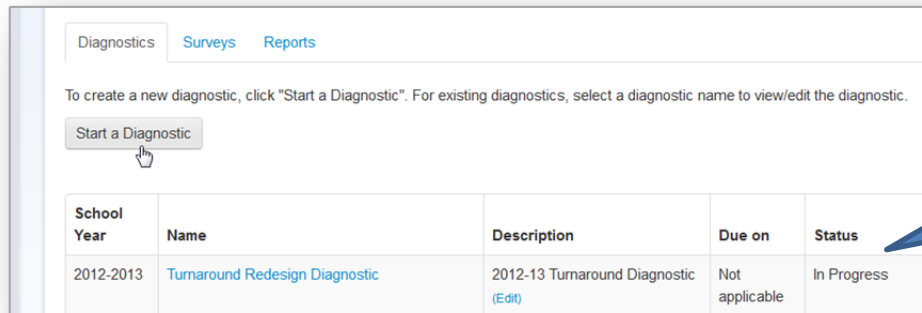 Diagnostics Surveys Reports
To create a new diagnostic, click "Start a Diagnostic". For existing diagnostics, select a diagnostic name to view/edit the diagnostic.
Start a Diagnostic
School Year Name Description Due on Status
2012-2013 Turnaround Redesign Diagnostic 2012-13 Turnaround Diagnostic (Edit) Not applicable In Progress